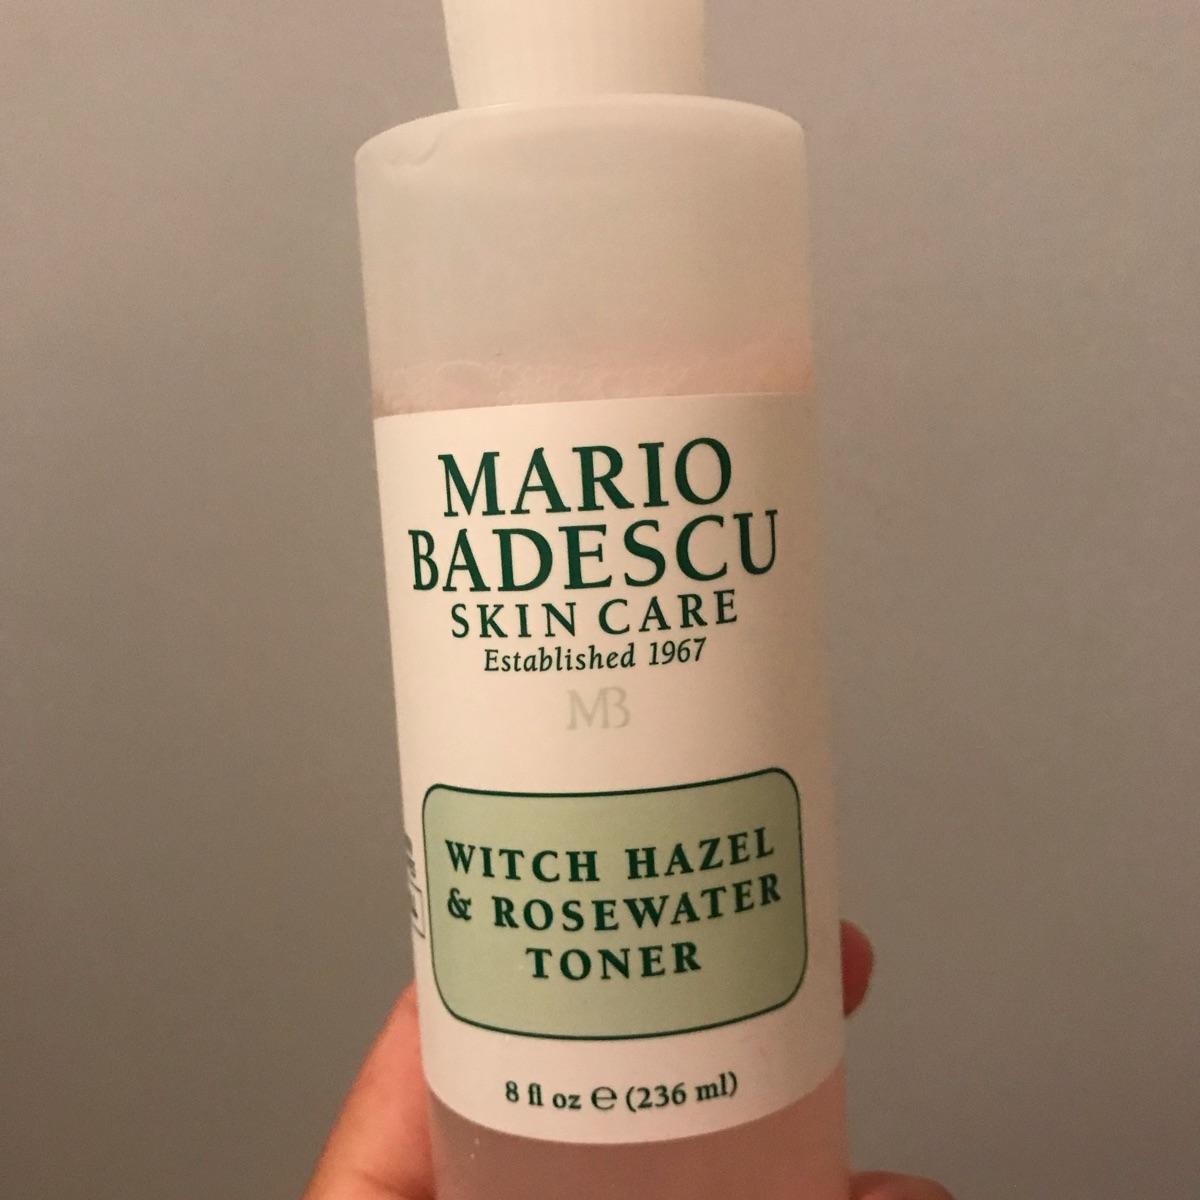 MARIO
BADESCU
SKIN CARE
Established 1967
MB
WITCH HAZEL
& ROSEWATER
TONER
8 fl oz ℮ (236 ml)